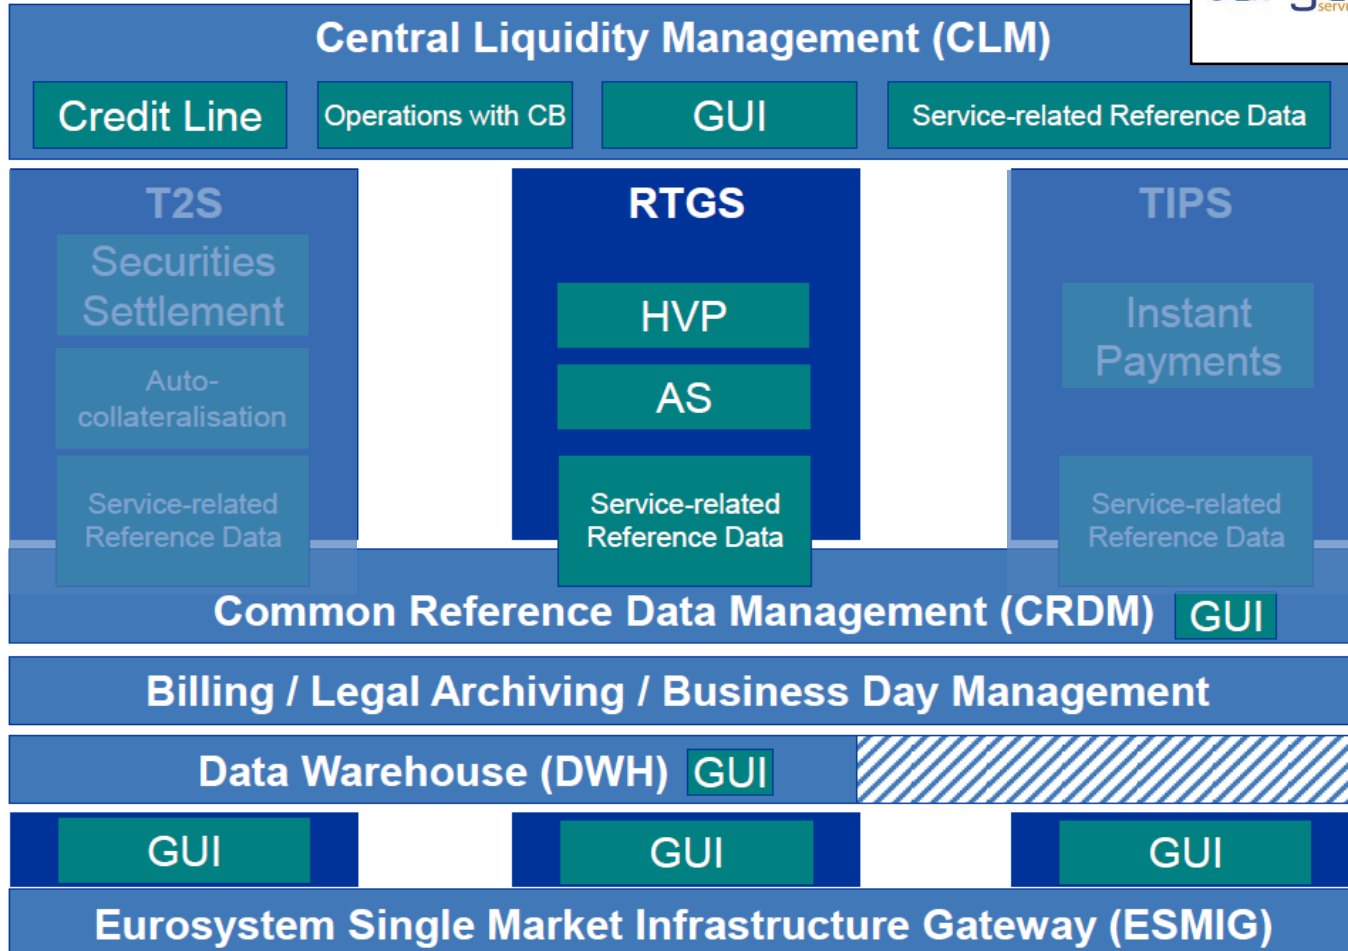 Central Liquidity Management (CLM)
Credit Line
Operations with CB
GUI
Service-related Reference Data
T2S
Securities
Settlement
Auto-
collateralisation
Service-related
Reference Data
RTGS
HVP
AS
Service-related
Reference Data
TIPS
Instant
Payments
Service-related
Reference Data
Common Reference Data Management (CRDM)
GUI
Billing / Legal Archiving / Business Day Management
Data Warehouse (DWH)
GUI
GUI
GUI
GUI
Eurosystem Single Market Infrastructure Gateway (ESMIG)